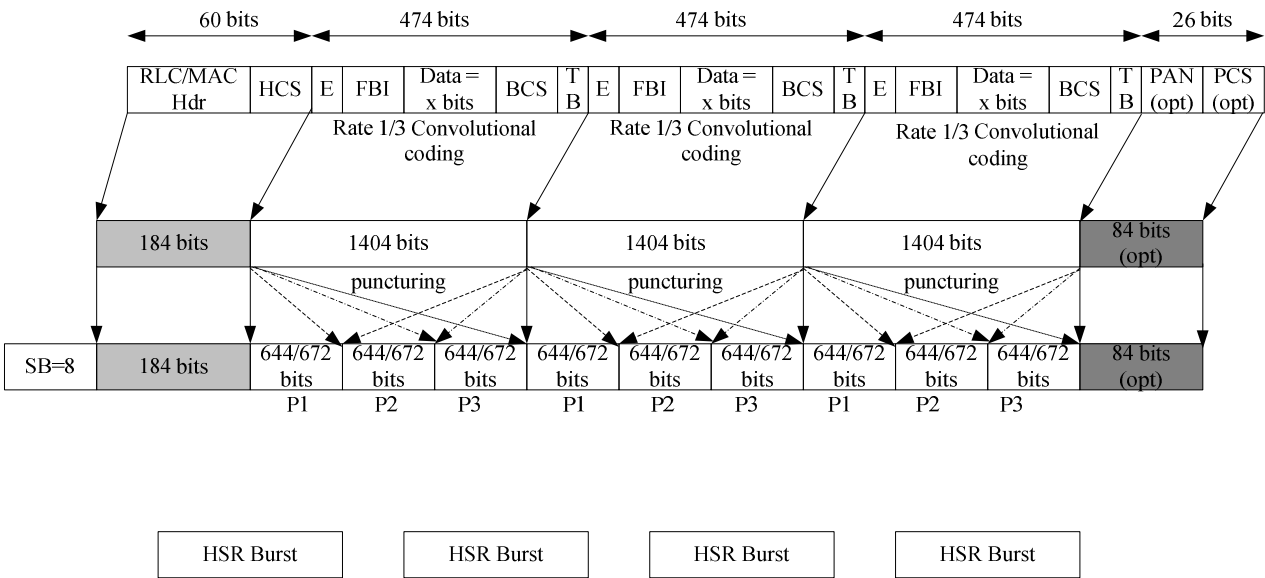 60 bits 474 bits 474 bits 474 bits 26 bits
RLC/MAC Hdr HCS E FBI Data = x bits BCS T B E FBI Data = x bits BCS T B E FBI Data = x bits BCS T B PAN (opt) PCS (opt)
Rate 1/3 Convolutional coding Rate 1/3 Convolutional coding Rate 1/3 Convolutional coding
184 bits 1404 bits 1404 bits 1404 bits 84 bits (opt)
puncturing puncturing puncturing
SB=8 184 bits 644/672 bits 644/672 bits 644/672 bits 644/672 bits 644/672 bits 644/672 bits 644/672 bits 644/672 bits 644/672 bits 84 bits (opt)
P1 P2 P3 P1 P2 P3 P1 P2 P3
HSR Burst HSR Burst HSR Burst HSR Burst